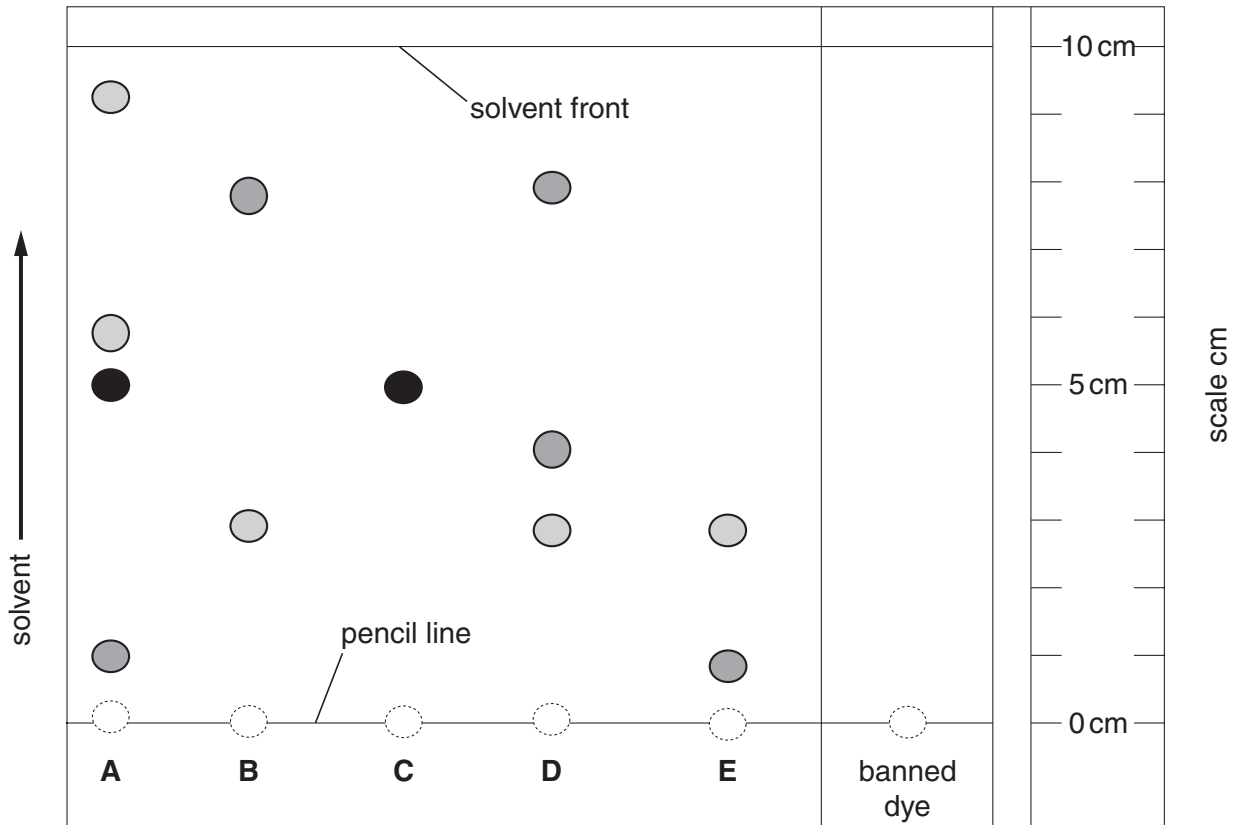 10 cm
solvent front
5 cm
scale cm
solvent
pencil line
0 cm
A B C D E banned
dye